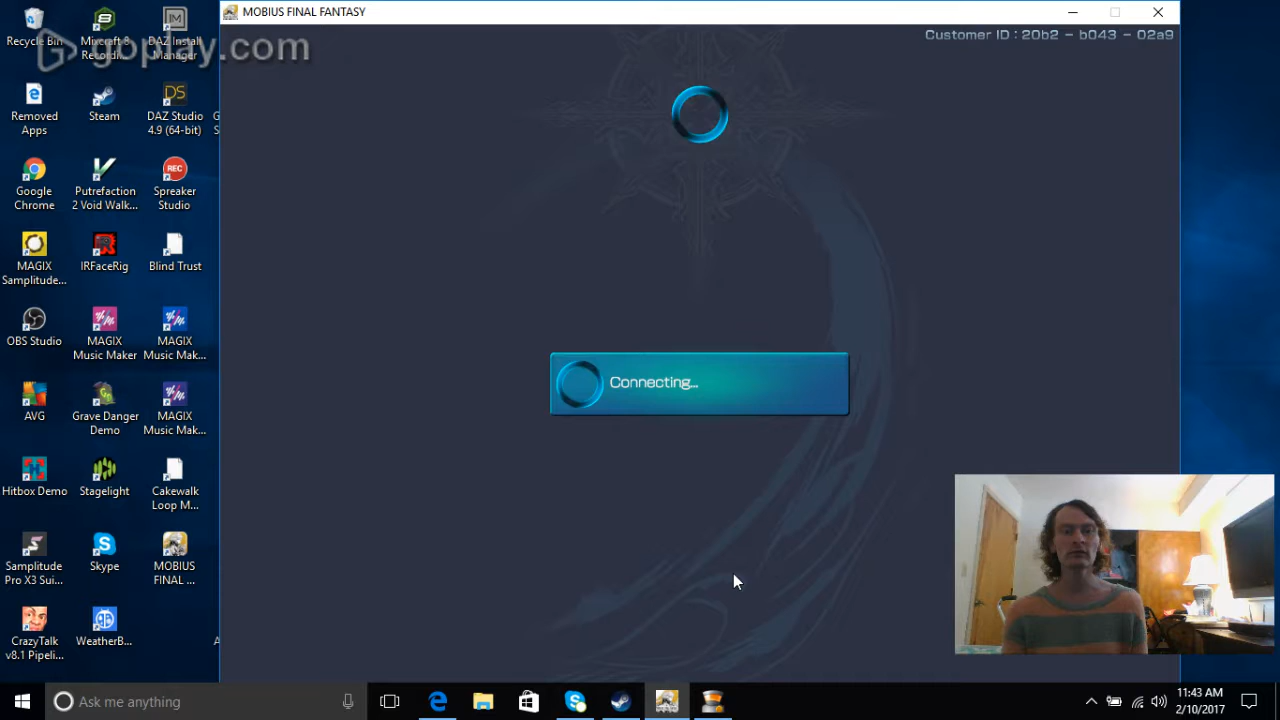 MOBIUS FINAL FANTASY
Customer ID : 20b2 - b043 - 02a9
goplay.com
Recycle Bin
Mixcraft 8
Recordi...
DAZ Install
Manager
Removed
Apps
Steam
DAZ Studio
4.9 (64-bit)
Google
Chrome
Putrefaction
2 Void Walk...
REC
Spreaker
Studio
MAGIX
Samplitude...
IRFaceRig
Blind Trust
OBS Studio
MAGIX
Music Maker
MAGIX
Music Mak...
Connecting...
AVG
Grave Danger
Demo
MAGIX
Music Mak...
Hitbox Demo
Stagelight
Cakewalk
Loop M...
Samplitude
Pro X3 Sui...
Skype
MOBIUS
FINAL ...
CrazyTalk
v8.1 Pipeli...
WeatherB...
Ask me anything
11:43 AM
2/10/2017